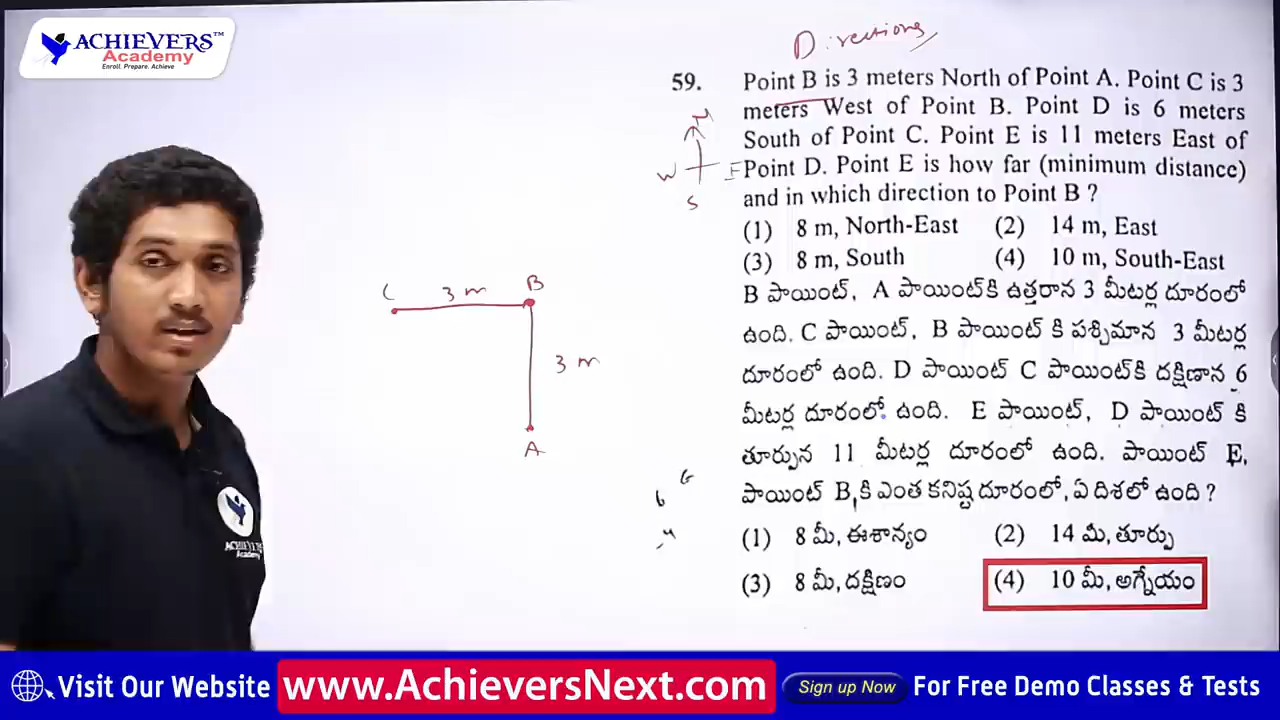 ACHIEVERS™
Academy
Enroll. Prepare. Achieve
Directions
59. Point B is 3 meters North of Point A. Point C is 3
meters West of Point B. Point D is 6 meters
South of Point C. Point E is 11 meters East of
Point D. Point E is how far (minimum distance)
and in which direction to Point B ?
(1) 8 m, North-East (2) 14 m, East
(3) 8 m, South (4) 10 m, South-East
B పాయింట్, A పాయింట్‌కి ఉత్తరాన 3 మీటర్ల దూరంలో
ఉంది. C పాయింట్, B పాయింట్ కి పశ్చిమాన 3 మీటర్ల
దూరంలో ఉంది. D పాయింట్ C పాయింట్‌కి దక్షిణాన 6
మీటర్ల దూరంలో ఉంది. E పాయింట్, D పాయింట్ కి
తూర్పున 11 మీటర్ల దూరంలో ఉంది. పాయింట్ E,
పాయింట్ B కి ఎంత కనిష్ట దూరంలో, ఏ దిశలో ఉంది ?
(1) 8 మీ, ఈశాన్యం (2) 14 మీ, తూర్పు
(3) 8 మీ, దక్షిణం (4) 10 మీ, అగ్నేయం
N
W E
S
C 3 m B
3 m
A
ACHIEVERS
Academy
Visit Our Website www.AchieversNext.com Sign up Now For Free Demo Classes & Tests